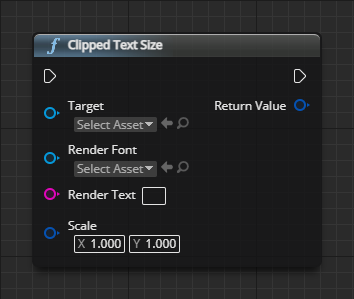 f Clipped Text Size
Target
Return Value
Select Asset
Render Font
Select Asset
Render Text
Scale
X 1.000 Y 1.000